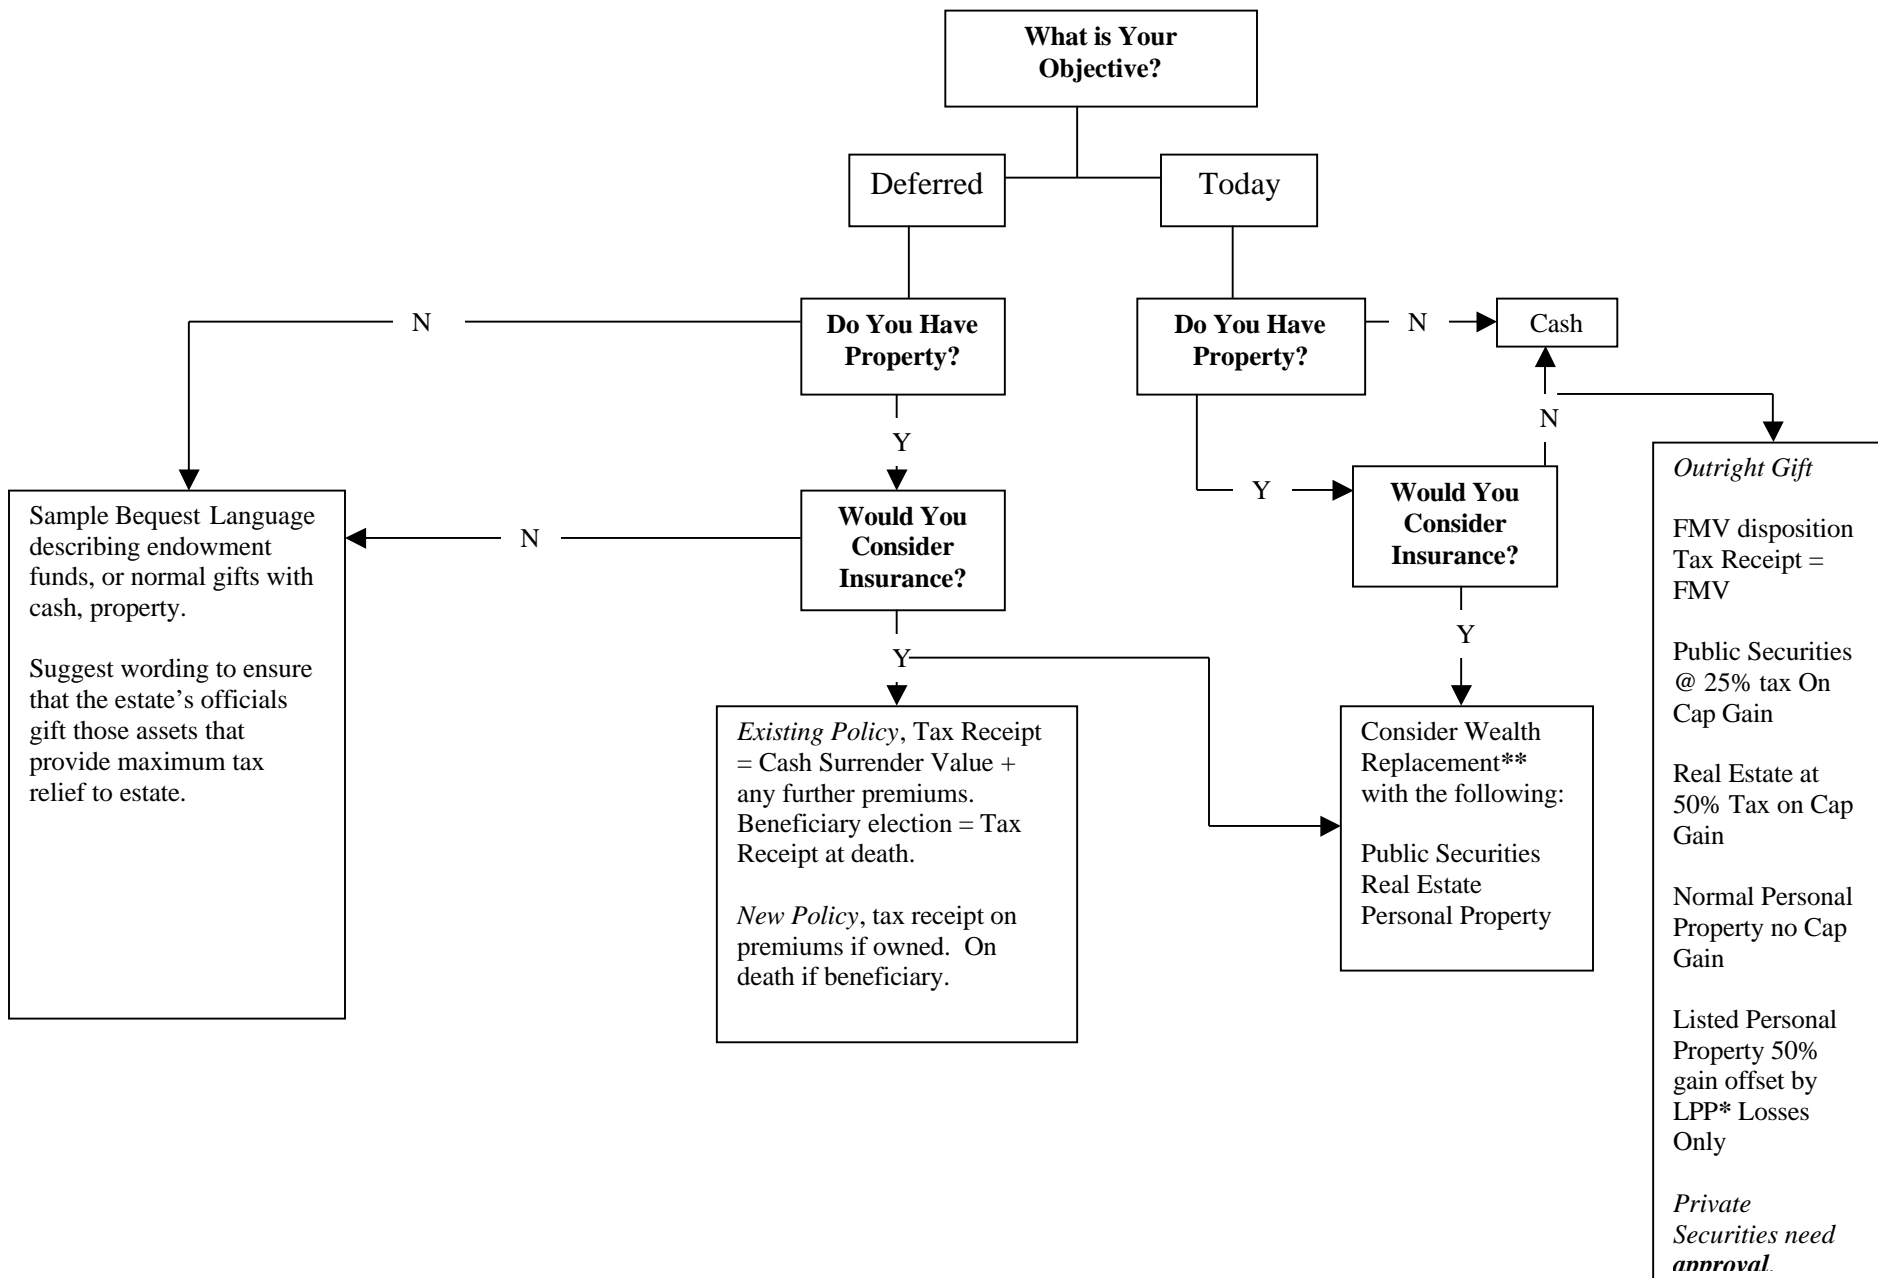 What is Your
Objective?
Deferred
Today
N
Do You Have
Property?
Do You Have
Property?
N
Cash
Y
N
Y
Sample Bequest Language
describing endowment
funds, or normal gifts with
cash, property.
Suggest wording to ensure
that the estate’s officials
gift those assets that
provide maximum tax
relief to estate.
N
Would You
Consider
Insurance?
Would You
Consider
Insurance?
Y
Y
Existing Policy, Tax Receipt
= Cash Surrender Value +
any further premiums.
Beneficiary election = Tax
Receipt at death.
New Policy, tax receipt on
premiums if owned.  On
death if beneficiary.
Consider Wealth
Replacement**
with the following:
Public Securities
Real Estate
Personal Property
Outright Gift
FMV disposition
Tax Receipt =
FMV
Public Securities
@ 25% tax On
Cap Gain
Real Estate at
50% Tax on Cap
Gain
Normal Personal
Property no Cap
Gain
Listed Personal
Property 50%
gain offset by
LPP* Losses
Only
Private
Securities need
approval.